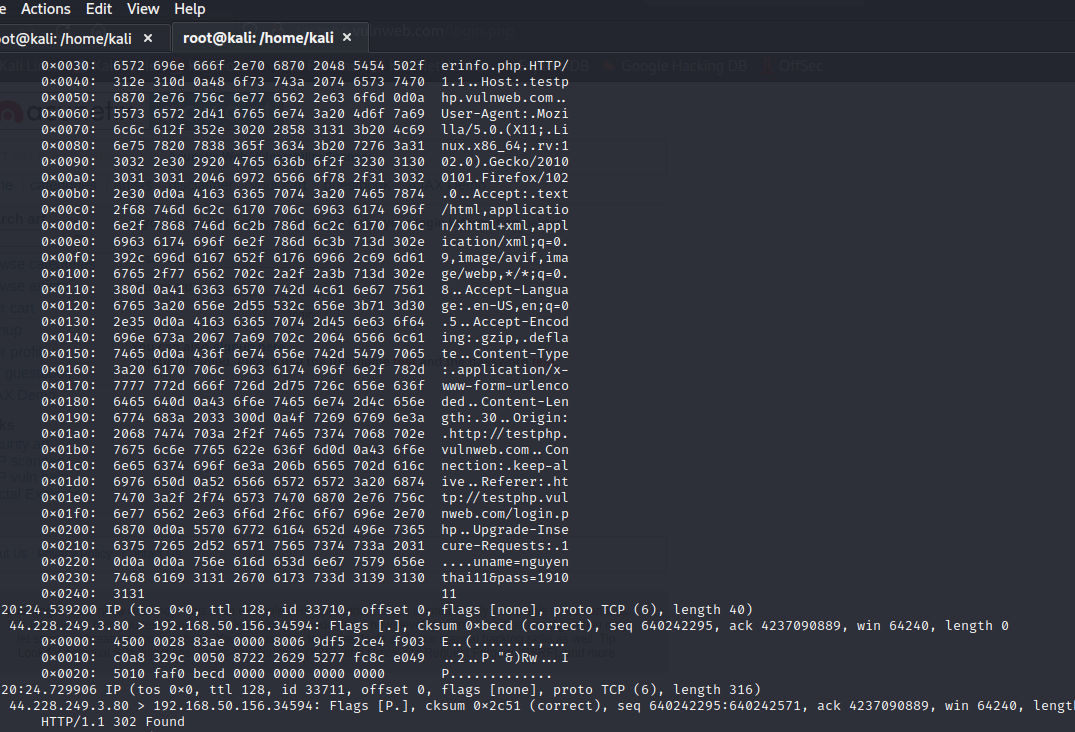 Actions Edit View Help
root@kali: /home/kali × root@kali: /home/kali ×
0×0030: 6572 696e 666f 2e70 6870 2048 5454 502f erinfo.php.HTTP/
0×0040: 312e 310d 0a48 6f73 743a 2074 6573 7470 1.1..Host:.testp
0×0050: 6870 2e76 756c 6e77 6562 2e63 6f6d 0d0a hp.vulnweb.com..
0×0060: 5573 6572 2d41 6765 6e74 3a20 4d6f 7a69 User-Agent:.Mozi
0×0070: 6c6c 612f 352e 3020 2858 3131 3b20 4c69 lla/5.0.(X11;.Li
0×0080: 6e75 7820 7838 365f 3634 3b20 7276 3a31 nux.x86_64;.rv:1
0×0090: 3032 2e30 2920 4765 636b 6f2f 3230 3130 02.0).Gecko/2010
0×00a0: 3031 3031 2046 6972 6566 6f78 2f31 3032 0101.Firefox/102
0×00b0: 2e30 0d0a 4163 6365 7074 3a20 7465 7874 .0..Accept:.text
0×00c0: 2f68 746d 6c2c 6170 706c 6963 6174 696f /html,applicatio
0×00d0: 6e2f 7868 746d 6c2b 786d 6c2c 6170 706c n/xhtml+xml,appl
0×00e0: 6963 6174 696f 6e2f 786d 6c3b 713d 302e ication/xml;q=0.
0×00f0: 392c 696d 6167 652f 6176 6966 2c69 6d61 9,image/avif,ima
0×0100: 6765 2f77 6562 702c 2a2f 2a3b 713d 302e ge/webp,*/*;q=0.
0×0110: 380d 0a41 6363 6570 742d 4c61 6e67 7561 8..Accept-Langua
0×0120: 6765 3a20 656e 2d55 532c 656e 3b71 3d30 ge:.en-US,en;q=0
0×0130: 2e35 0d0a 4163 6365 7074 2d45 6e63 6f64 .5..Accept-Encod
0×0140: 696e 673a 2067 7a69 702c 2064 6566 6c61 ing:.gzip,.defla
0×0150: 7465 0d0a 436f 6e74 656e 742d 5479 7065 te..Content-Type
0×0160: 3a20 6170 706c 6963 6174 696f 6e2f 782d :.application/x-
0×0170: 7777 772d 666f 726d 2d75 726c 656e 636f www-form-urlenco
0×0180: 6465 640d 0a43 6f6e 7465 6e74 2d4c 656e ded..Content-Len
0×0190: 6774 683a 2033 300d 0a4f 7269 6769 6e3a gth:.30..Origin:
0×01a0: 2068 7474 703a 2f2f 7465 7374 7068 702e .http://testphp.
0×01b0: 7675 6c6e 7765 622e 636f 6d0d 0a43 6f6e vulnweb.com..Con
0×01c0: 6e65 6374 696f 6e3a 206b 6565 702d 616c nection:.keep-al
0×01d0: 6976 650d 0a52 6566 6572 6572 3a20 6874 ive..Referer:.ht
0×01e0: 7470 3a2f 2f74 6573 7470 6870 2e76 756c tp://testphp.vul
0×01f0: 6e77 6562 2e63 6f6d 2f6c 6f67 696e 2e70 nweb.com/login.p
0×0200: 6870 0d0a 5570 6772 6164 652d 496e 7365 hp..Upgrade-Inse
0×0210: 6375 7265 2d52 6571 7565 7374 733a 2031 cure-Requests:.1
0×0220: 0d0a 0d0a 756e 616d 653d 6e67 7579 656e ....uname=nguyen
0×0230: 7468 6169 3131 2670 6173 733d 3139 3130 thai11&pass=1910
0×0240: 3131 11
20:24.539200 IP (tos 0×0, ttl 128, id 33710, offset 0, flags [none], proto TCP (6), length 40)
44.228.249.3.80 > 192.168.50.156.34594: Flags [.], cksum 0×becd (correct), seq 640242295, ack 4237090889, win 64240, length 0
0×0000: 4500 0028 83ae 0000 8006 9df5 2ce4 f903 E..(........,...
0×0010: c0a8 329c 0050 8722 2629 5277 fc8c e049 ..2..P."&)Rw...I
0×0020: 5010 faf0 becd 0000 0000 0000 0000 P.............
20:24.729906 IP (tos 0×0, ttl 128, id 33711, offset 0, flags [none], proto TCP (6), length 316)
44.228.249.3.80 > 192.168.50.156.34594: Flags [P.], cksum 0×2c51 (correct), seq 640242295:640242571, ack 4237090889, win 64240, lengt
HTTP/1.1 302 Found